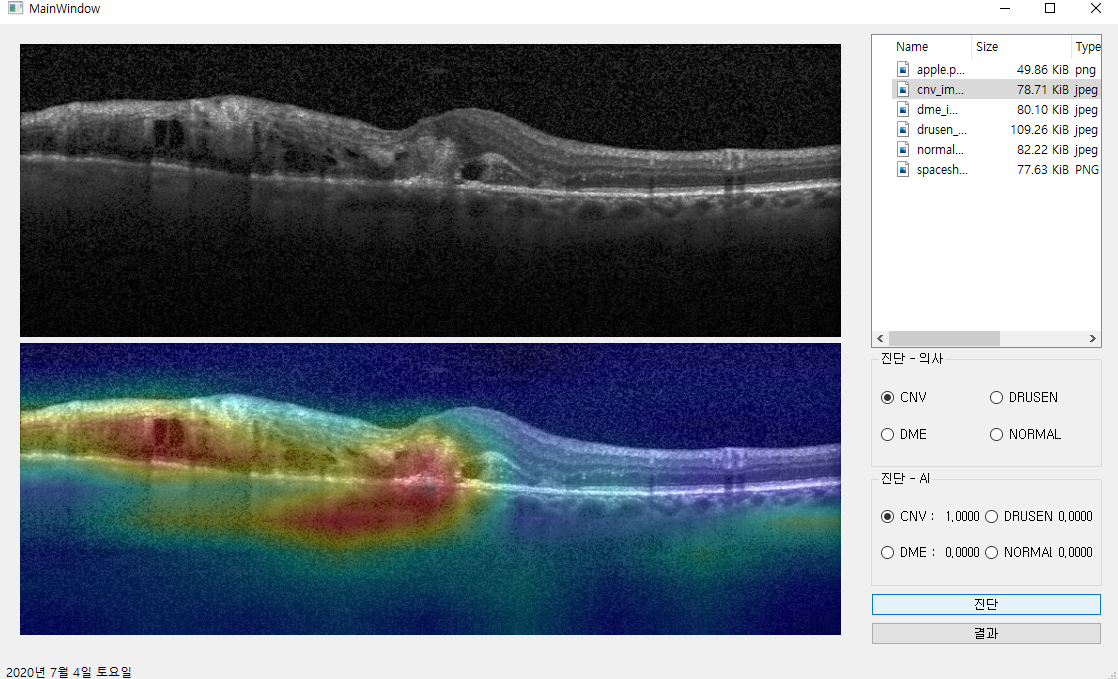 MainWindow
Name Size Type
apple.p... 49.86 KiB png
cnv_im... 78.71 KiB jpeg
dme_i... 80.10 KiB jpeg
drusen_... 109.26 KiB jpeg
normal... 82.22 KiB jpeg
spacesh... 77.63 KiB PNG
진단 - 의사
CNV DRUSEN
DME NORMAL
진단 - AI
CNV : 1.0000 DRUSEN 0.0000
DME : 0.0000 NORMAL 0.0000
진단
결과
2020년 7월 4일 토요일